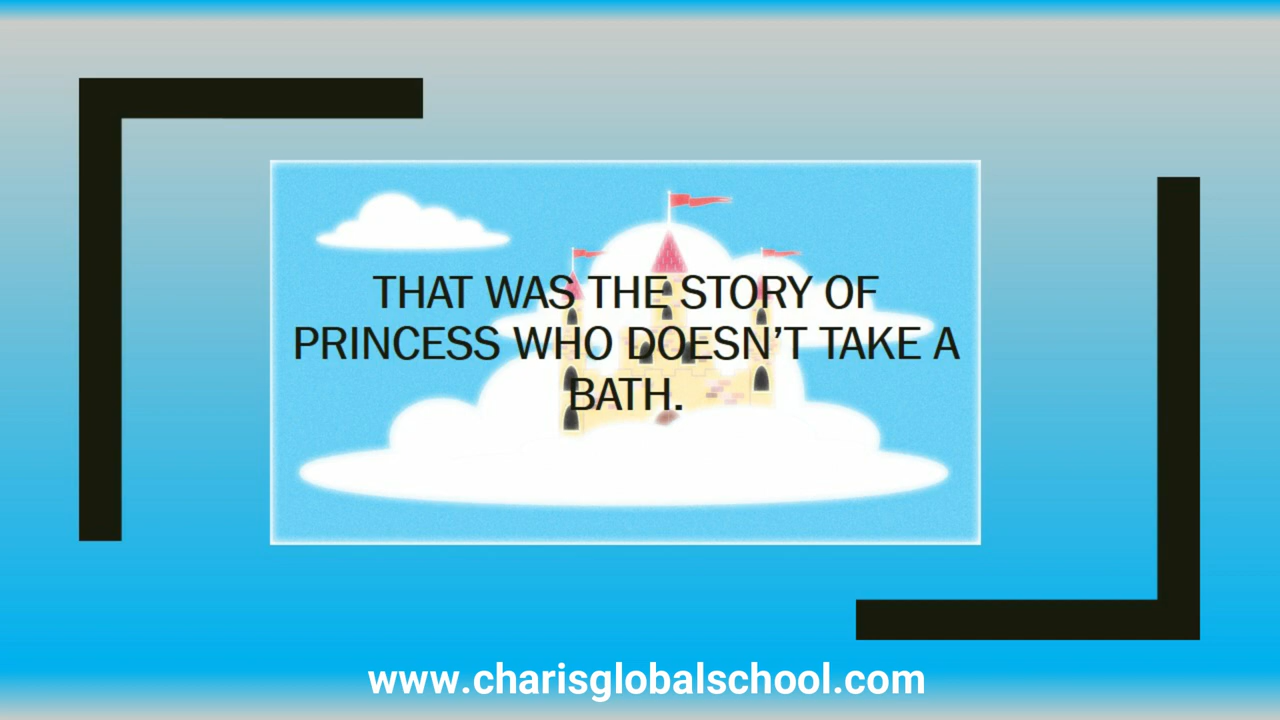 THAT WAS THE STORY OF
PRINCESS WHO DOESN’T TAKE A
BATH.
www.charisglobalschool.com